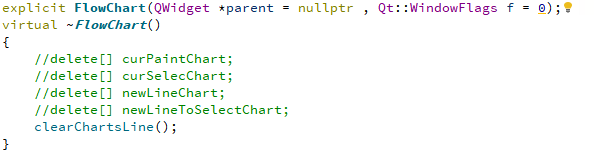 explicit FlowChart(QWidget *parent = nullptr , Qt::WindowFlags f = 0);
virtual ~FlowChart()
{
    //delete[] curPaintChart;
    //delete[] curSelecChart;
    //delete[] newLineChart;
    //delete[] newLineToSelectChart;
    clearChartsLine();
}